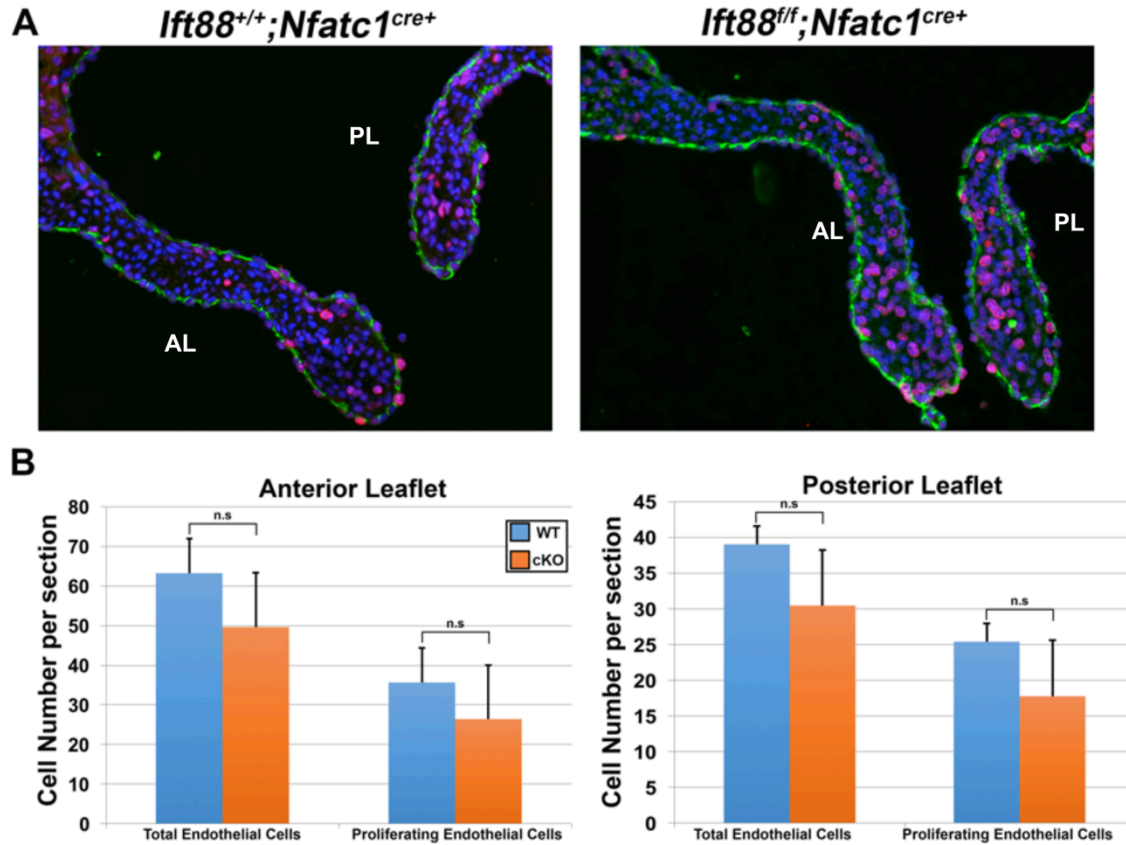 A
Ift88+/+;Nfatc1cre+
Ift88f/f;Nfatc1cre+
PL
AL
AL
PL
B
Anterior Leaflet
Cell Number per section
80
70
60
50
40
30
20
10
0
n.s
n.s
WT
cKO
Total Endothelial Cells
Proliferating Endothelial Cells
Posterior Leaflet
Cell Number per section
45
40
35
30
25
20
15
10
5
0
n.s
n.s
Total Endothelial Cells
Proliferating Endothelial Cells